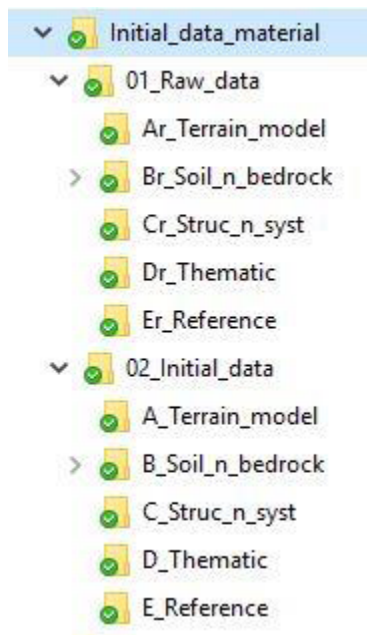 Initial_data_material
01_Raw_data
Ar_Terrain_model
Br_Soil_n_bedrock
Cr_Struc_n_syst
Dr_Thematic
Er_Reference
02_Initial_data
A_Terrain_model
B_Soil_n_bedrock
C_Struc_n_syst
D_Thematic
E_Reference